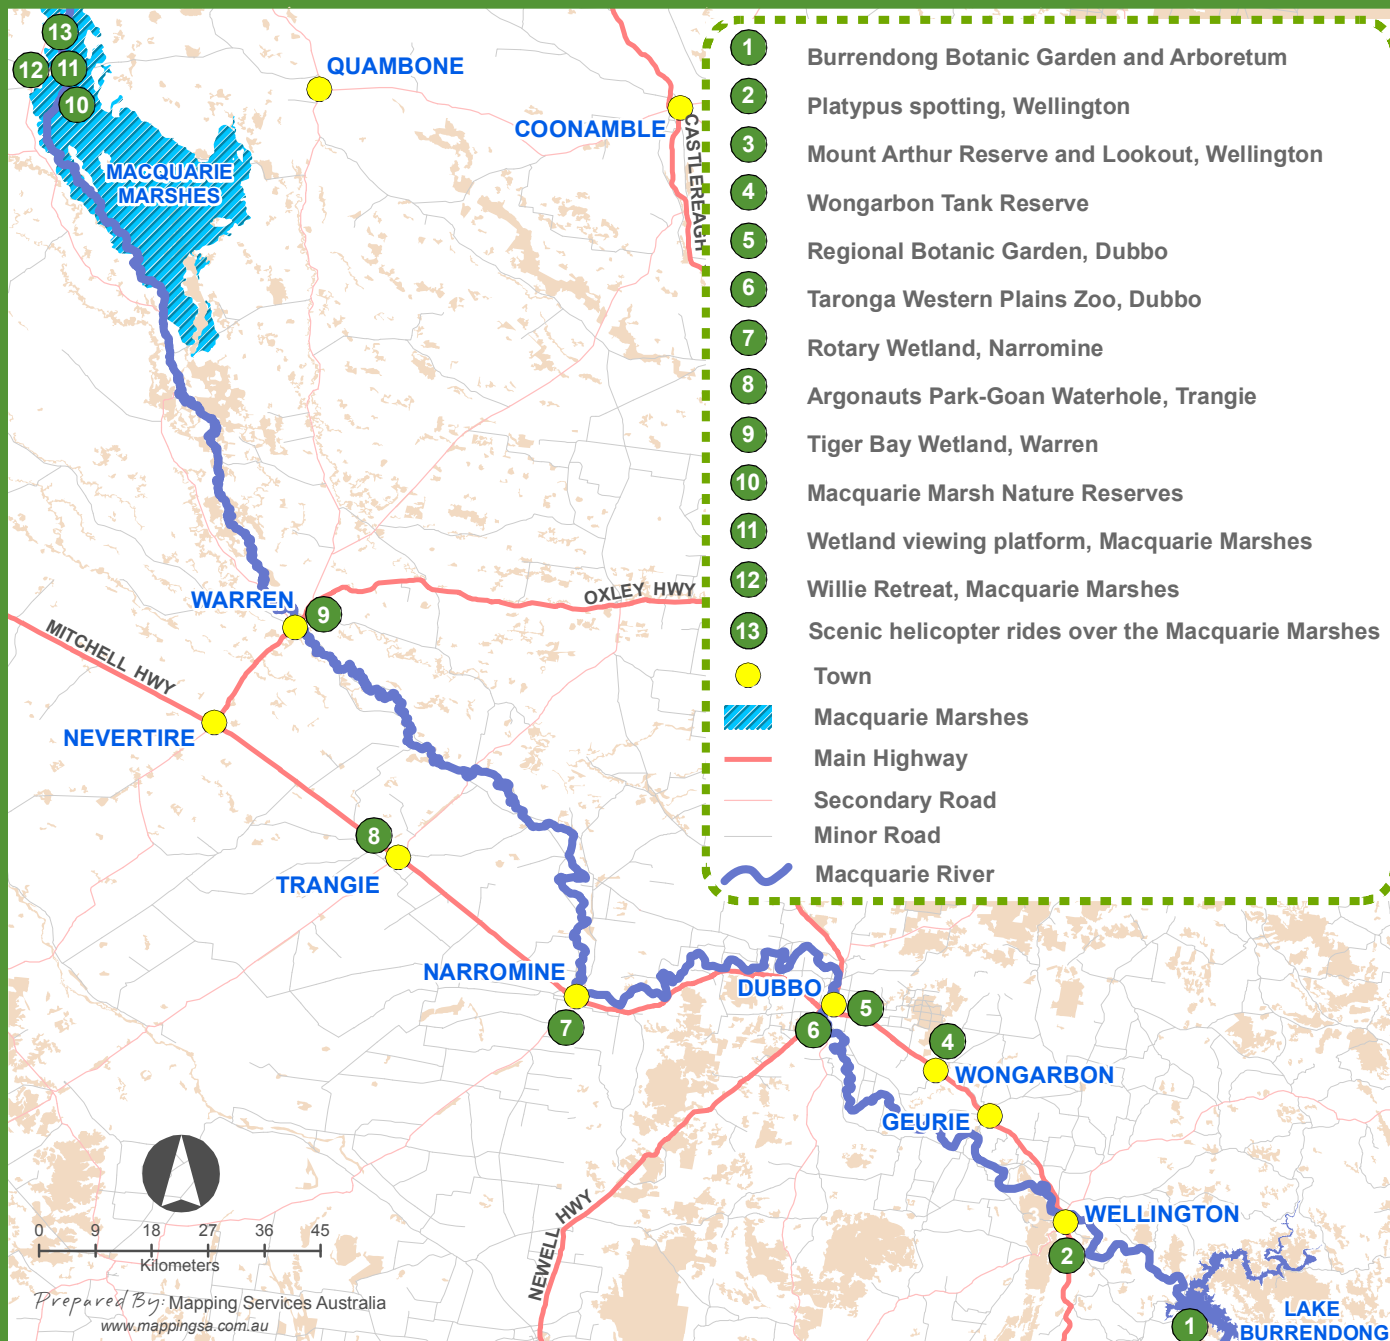 13
12
11
10
QUAMBONE
COONAMBLE
CASTLEREAGH
MACQUARIE
MARSHES
1 Burrendong Botanic Garden and Arboretum
2 Platypus spotting, Wellington
3 Mount Arthur Reserve and Lookout, Wellington
4 Wongarbon Tank Reserve
5 Regional Botanic Garden, Dubbo
6 Taronga Western Plains Zoo, Dubbo
7 Rotary Wetland, Narromine
8 Argonauts Park-Goan Waterhole, Trangie
9 Tiger Bay Wetland, Warren
10 Macquarie Marsh Nature Reserves
11 Wetland viewing platform, Macquarie Marshes
12 Willie Retreat, Macquarie Marshes
13 Scenic helicopter rides over the Macquarie Marshes
Town
Macquarie Marshes
Main Highway
Secondary Road
Minor Road
Macquarie River
OXLEY HWY
WARREN
9
MITCHELL HWY
NEVERTIRE
8
TRANGIE
NARROMINE
7
DUBBO
5
6
4
WONGARBON
GEURIE
NEWELL HWY
WELLINGTON
2
1
LAKE
BURRENDONG
0 9 18 27 36 45
Kilometers
Prepared By: Mapping Services Australia
www.mappingsa.com.au